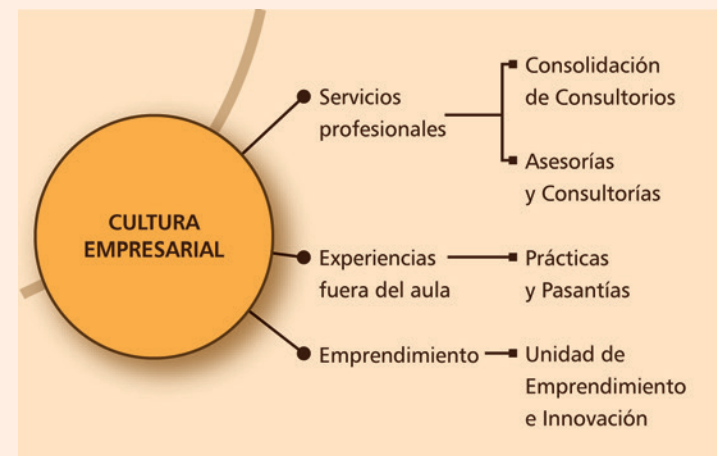 CULTURA
EMPRESARIAL
Servicios
profesionales
Consolidación
de Consultorios
Asesorías
y Consultorías
Experiencias
fuera del aula
Prácticas
y Pasantías
Emprendimiento
Unidad de
Emprendimiento
e Innovación